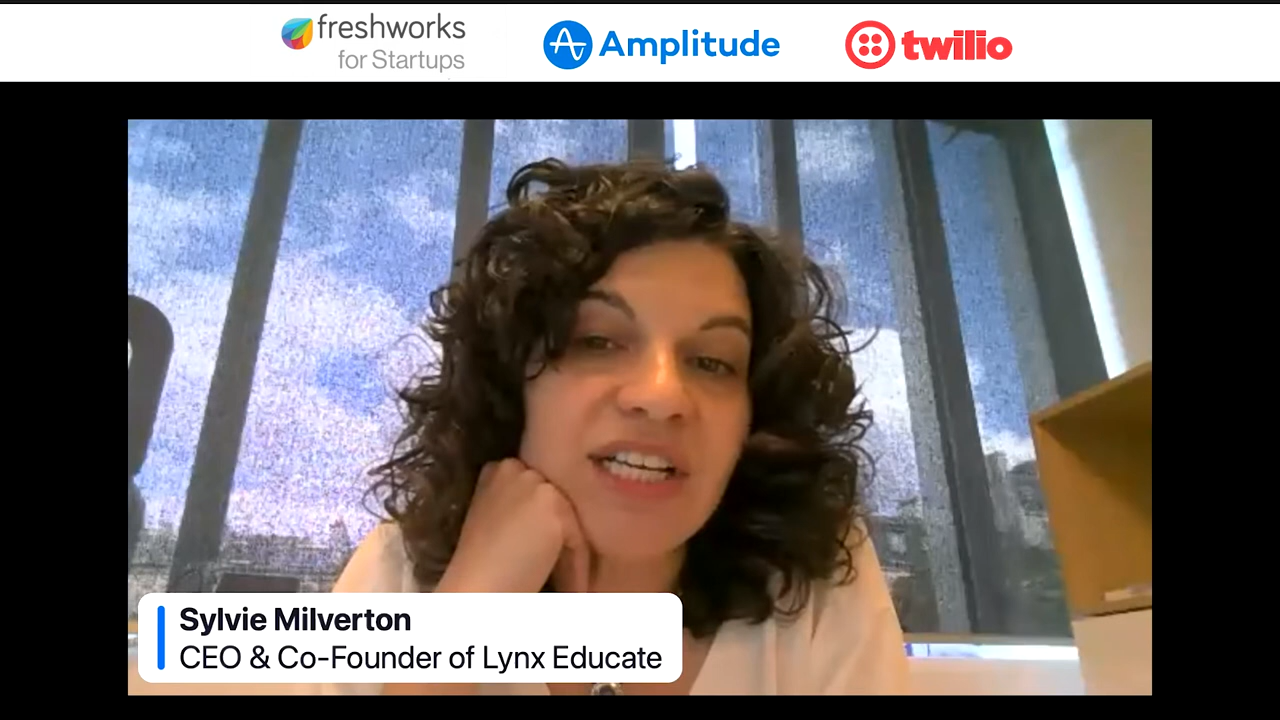 freshworks
for Startups
Amplitude
twilio
Sylvie Milverton
CEO & Co-Founder of Lynx Educate